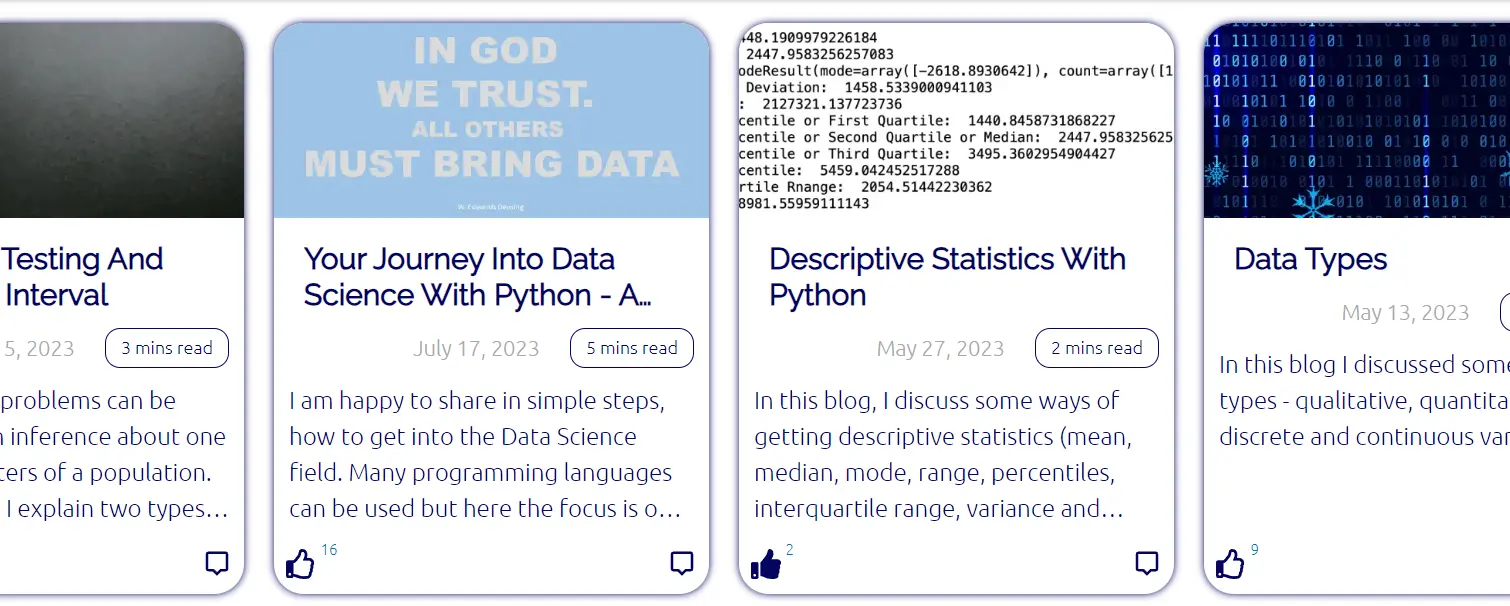 Testing And
Interval
5, 2023
3 mins read
problems can be
inference about one
ters of a population.
I explain two types...
IN GOD
WE TRUST.
ALL OTHERS
MUST BRING DATA
W. Edwards Deming
Your Journey Into Data
Science With Python - A...
July 17, 2023
5 mins read
I am happy to share in simple steps,
how to get into the Data Science
field. Many programming languages
can be used but here the focus is o...
16
48.1909979226184
2447.9583256257083
odeResult(mode=array([-2618.8930642]), count=array([1
Deviation: 1458.5339000941103
: 2127321.137723736
centile or First Quartile: 1440.8458731868227
centile or Second Quartile or Median: 2447.958325625
centile or Third Quartile: 3495.3602954904427
centile: 5459.042452517288
rtile Rnange: 2054.51442230362
8981.55959111143
Descriptive Statistics With
Python
May 27, 2023
2 mins read
In this blog, I discuss some ways of
getting descriptive statistics (mean,
median, mode, range, percentiles,
interquartile range, variance and...
2
Data Types
May 13, 2023
In this blog I discussed some
types - qualitative, quantita
discrete and continuous var
9